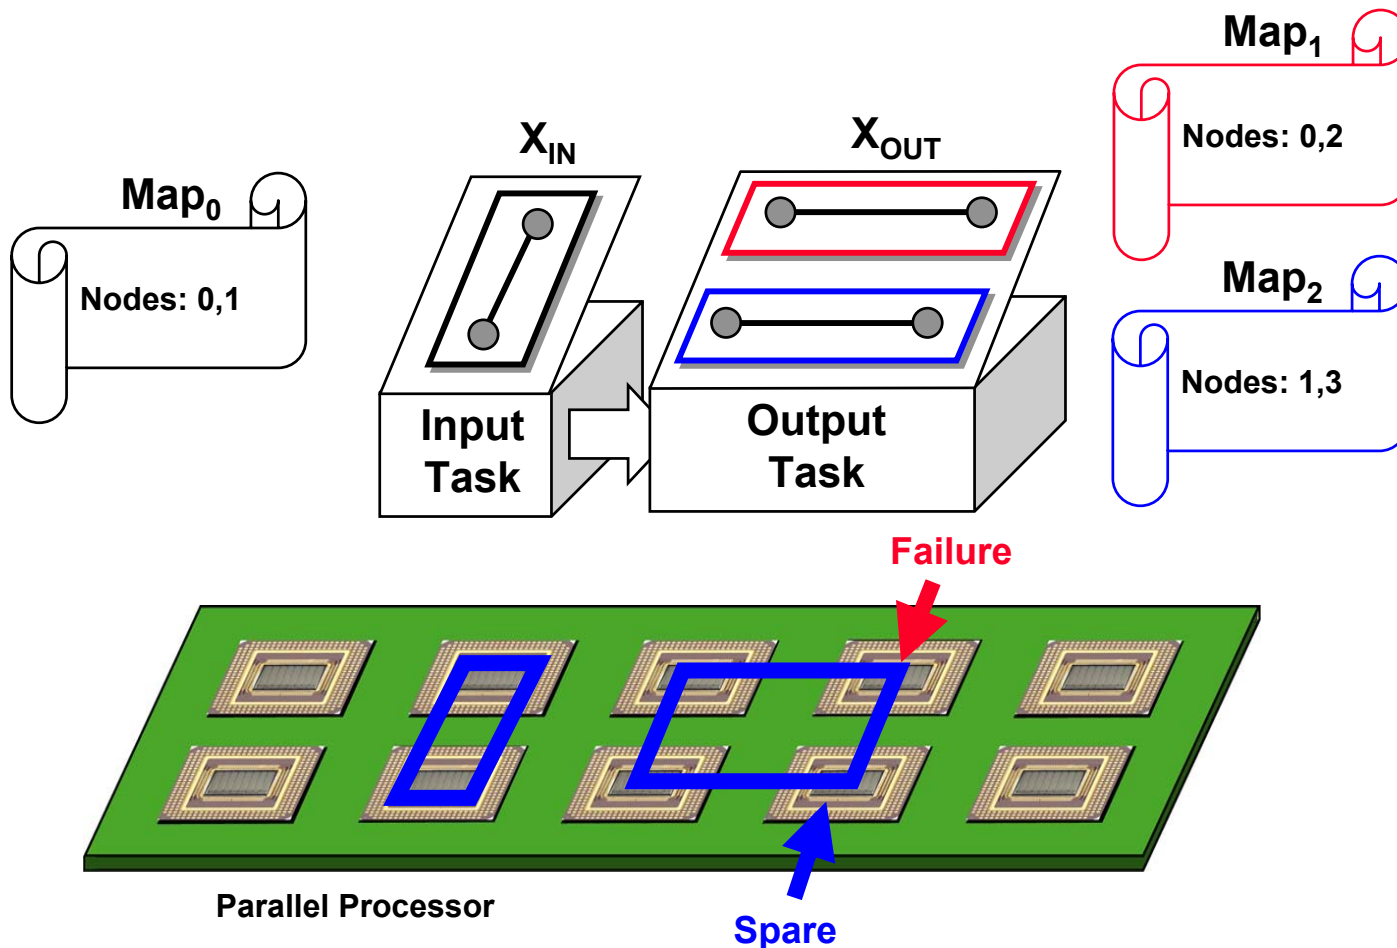 Map1
Nodes: 0,2
XIN
XOUT
Map0
Nodes: 0,1
Map2
Nodes: 1,3
Input
Task
Output
Task
Failure
Parallel Processor
Spare